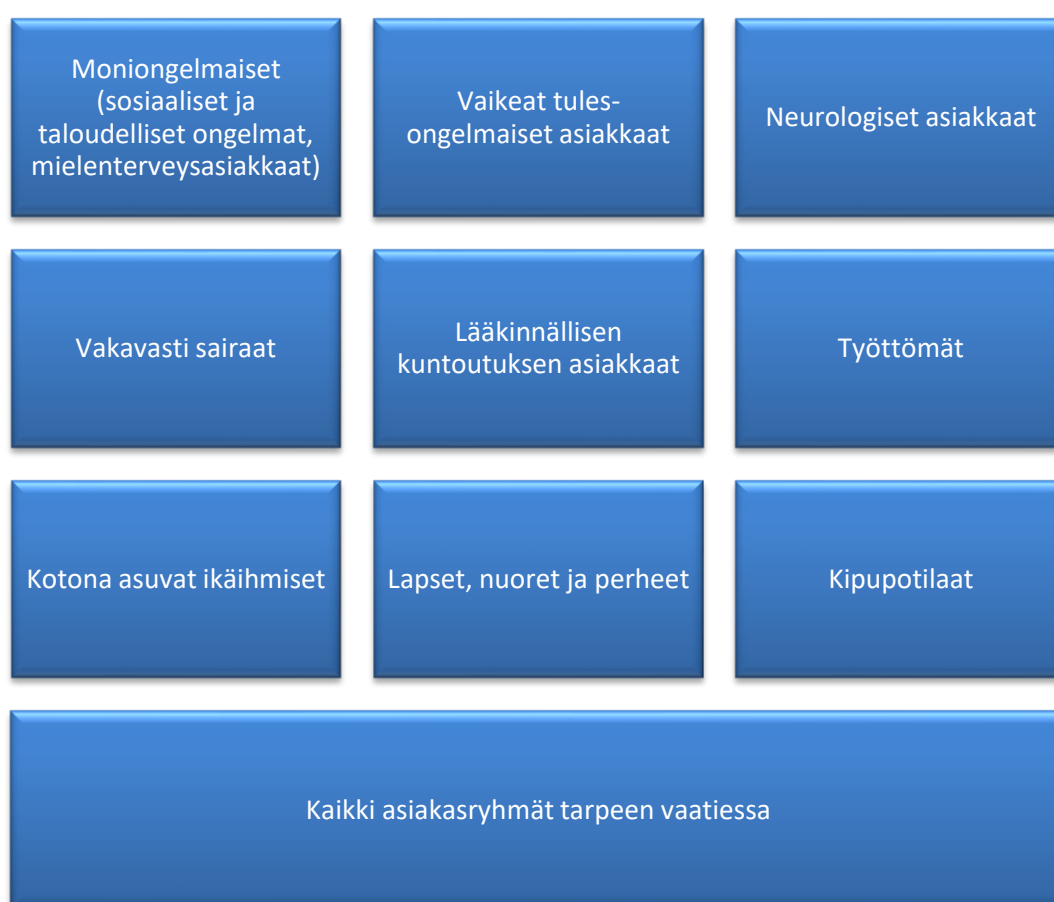 Moniongelmaiset
(sosiaaliset ja
taloudelliset ongelmat,
mielenterveysasiakkaat)
Vaikeat tules-
ongelmaiset asiakkaat
Neurologiset asiakkaat
Vakavasti sairaat
Lääkinnällisen
kuntoutuksen asiakkaat
Työttömät
Kotona asuvat ikäihmiset
Lapset, nuoret ja perheet
Kipupotilaat
Kaikki asiakasryhmät tarpeen vaatiessa